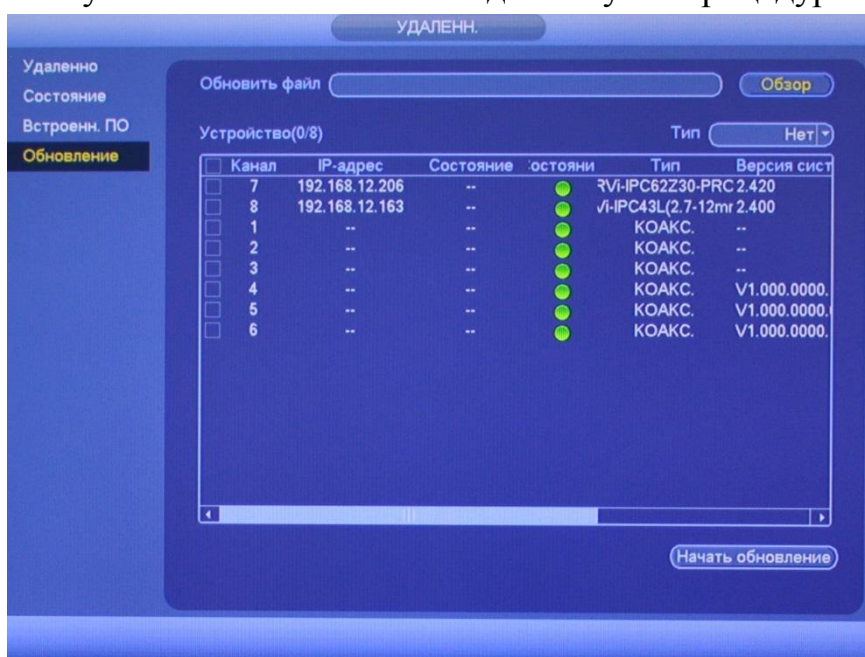 УДАЛЕНН.
Удаленно
Состояние
Встроенн. ПО
Обновление
Обновить файл Обзор
Устройство(0/8) Тип Нет
Канал IP-адрес Состояние остояни Тип Версия сист
7 192.168.12.206 -- RVi-IPC62Z30-PRO 2.420
8 192.168.12.163 -- Vi-IPC43L(2.7-12mm 2.400
1 -- -- КОАКС. --
2 -- -- КОАКС. --
3 -- -- КОАКС. --
4 -- -- КОАКС. V1.000.0000.
5 -- -- КОАКС. V1.000.0000.
6 -- -- КОАКС. V1.000.0000.
Начать обновление